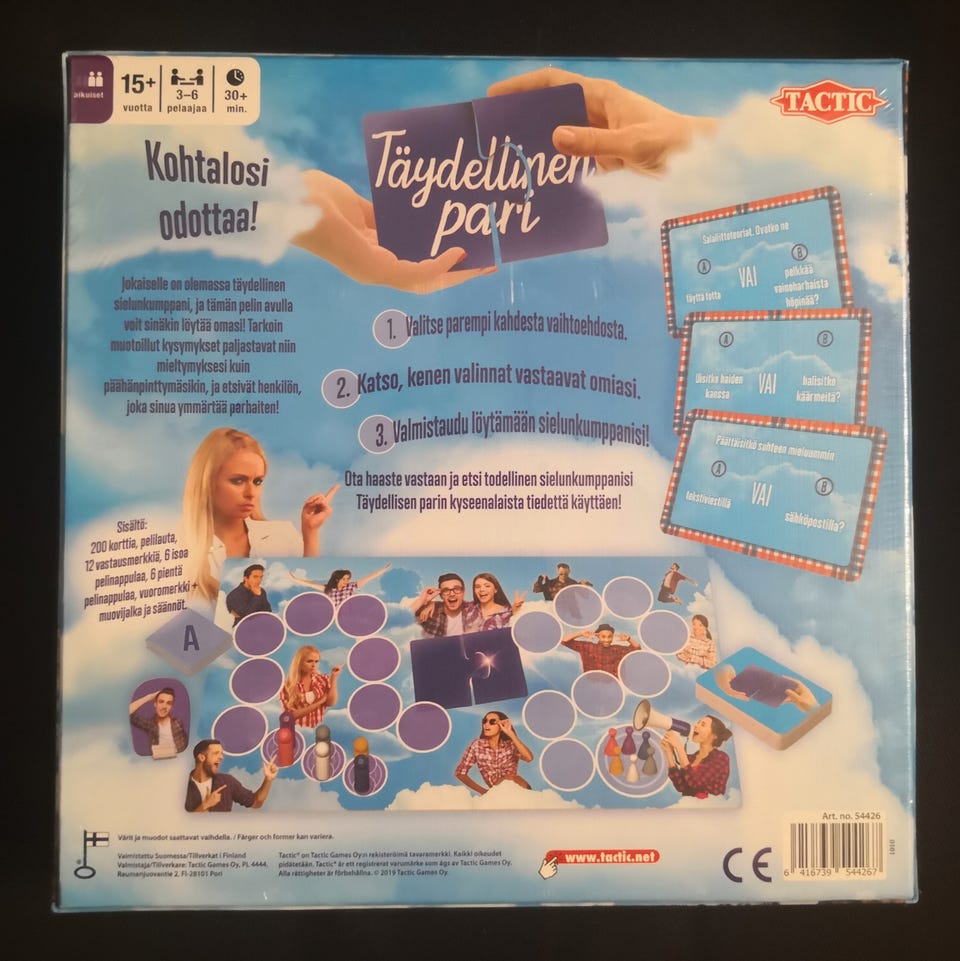 aikuiset
15+
vuotta
3–6
pelaajaa
30+
min.
TACTIC
Täydellinen
pari
Kohtalosi
odottaa!
Jokaiselle on olemassa täydellinen
sielunkumppani, ja tämän pelin avulla
voit sinäkin löytää omasi! Tarkoin
muotoillut kysymykset paljastavat niin
mieltymyksesi kuin
päähänpinttymäsikin, ja etsivät henkilön,
joka sinua ymmärtää parhaiten!
1. Valitse parempi kahdesta vaihtoehdosta.
2. Katso, kenen valinnat vastaavat omiasi.
3. Valmistaudu löytämään sielunkumppanisi!
Ota haaste vastaan ja etsi todellinen sielunkumppanisi
Täydellisen parin kyseenalaista tiedettä käyttäen!
Salaliittoteoriat. Ovatko ne
A
B
täyttä totta
VAI
pelkkää
vainoharhaista
höpinää?
A
B
Uisitko haiden
kanssa
VAI
halisitko
käärmeitä?
Päättäisitkö suhteen mieluummin
A
B
tekstiviestillä
VAI
sähköpostilla?
Sisältö:
200 korttia, pelilauta,
12 vastausmerkkiä, 6 isoa
pelinappulaa, 6 pientä
pelinappulaa, vuoromerkki +
muovijalka ja säännöt.
A
Värit ja muodot saattavat vaihdella. / Färger och former kan variera.
Valmistettu Suomessa/Tillverkat i Finland
Valmistaja/Tillverkare: Tactic Games Oy, PL 4444,
Raumanjuovantie 2, FI-28101 Pori
Tactic® on Tactic Games Oy:n rekisteröimä tavaramerkki. Kaikki oikeudet
pidätetään. Tactic® är ett registrerat varumärke som ägs av Tactic Games Oy.
Alla rättigheter är förbehållna. © 2019 Tactic Games Oy.
www.tactic.net
CE
Art. no. 54426
0101
6 416739 544267